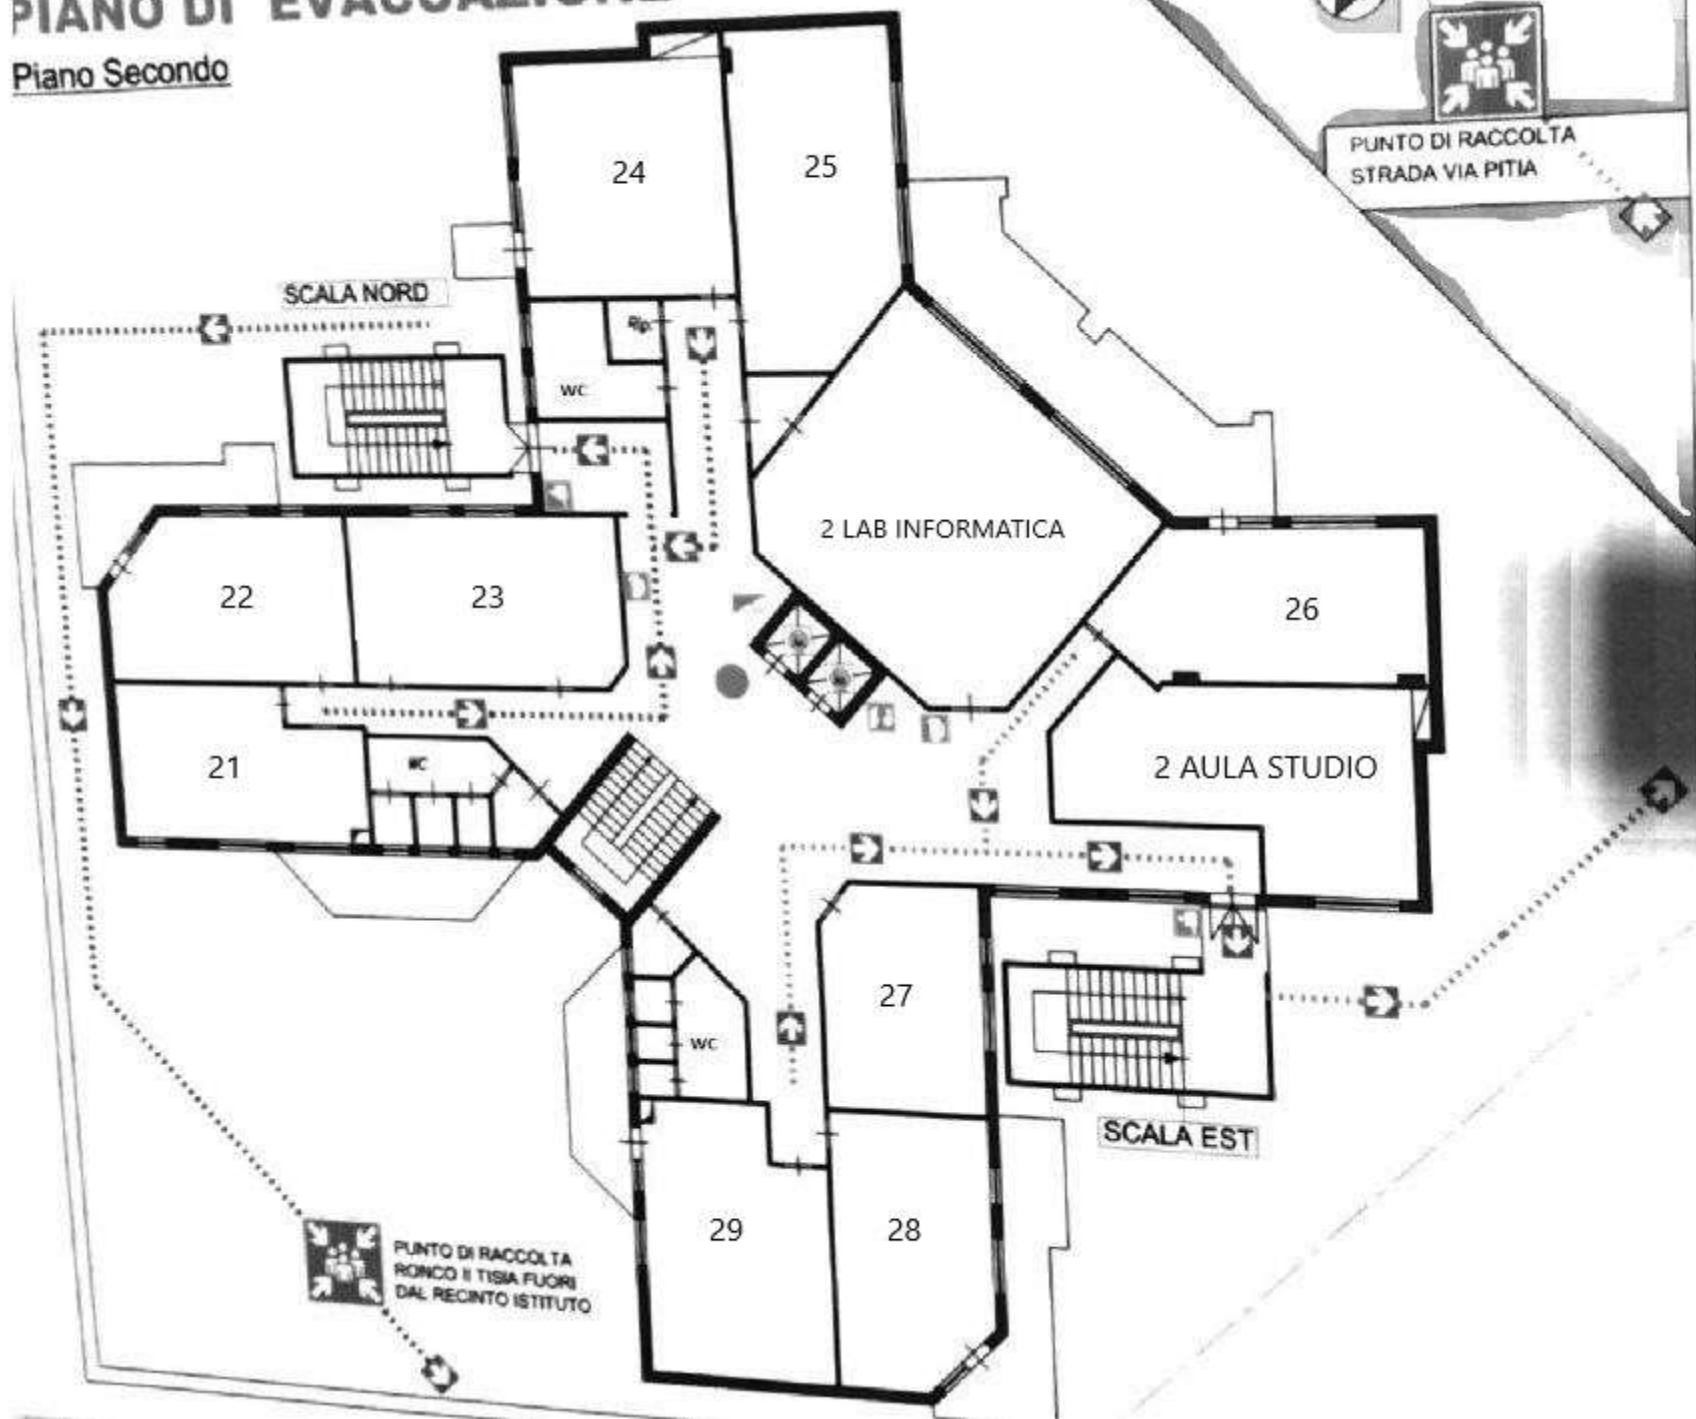 PIANO DI EVACUAZIONE
Piano Secondo
PUNTO DI RACCOLTA
STRADA VIA PITIA
24
25
SCALA NORD
Rip.
WC
2 LAB INFORMATICA
22
23
26
21
WC
2 AULA STUDIO
27
WC
SCALA EST
29
28
PUNTO DI RACCOLTA
RONCO II TISIA FUORI
DAL RECINTO ISTITUTO